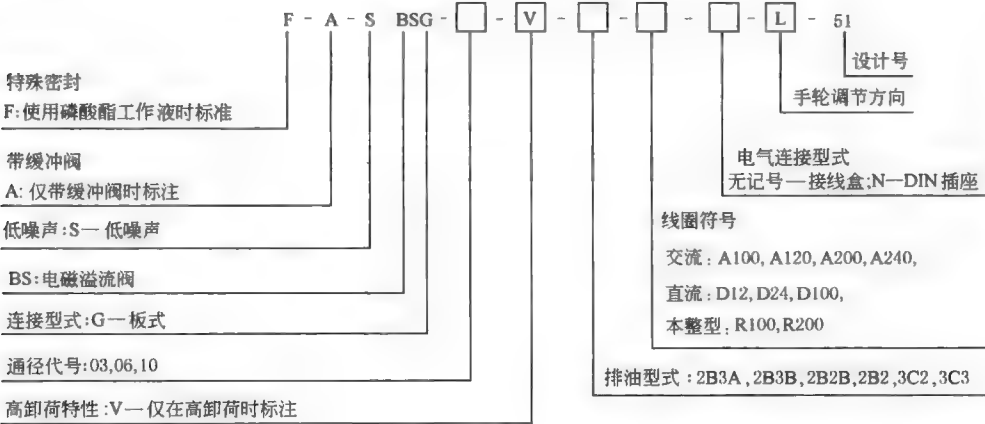 F - A - S BSG - □ - V - □ - □ - □ - L - 51
设计号
手轮调节方向
特殊密封
F:使用磷酸酯工作液时标准
电气连接型式
无记号—接线盒;N—DIN插座
带缓冲阀
A: 仅带缓冲阀时标注
低噪声:S— 低噪声
线圈符号
交流: A100, A120, A200, A240,
直流: D12, D24, D100,
本整型: R100, R200
BS:电磁溢流阀
连接型式:G—板式
通径代号:03,06,10
排油型式:2B3A,2B3B,2B2B,2B2,3C2,3C3
高卸荷特性:V—仅在高卸荷时标注